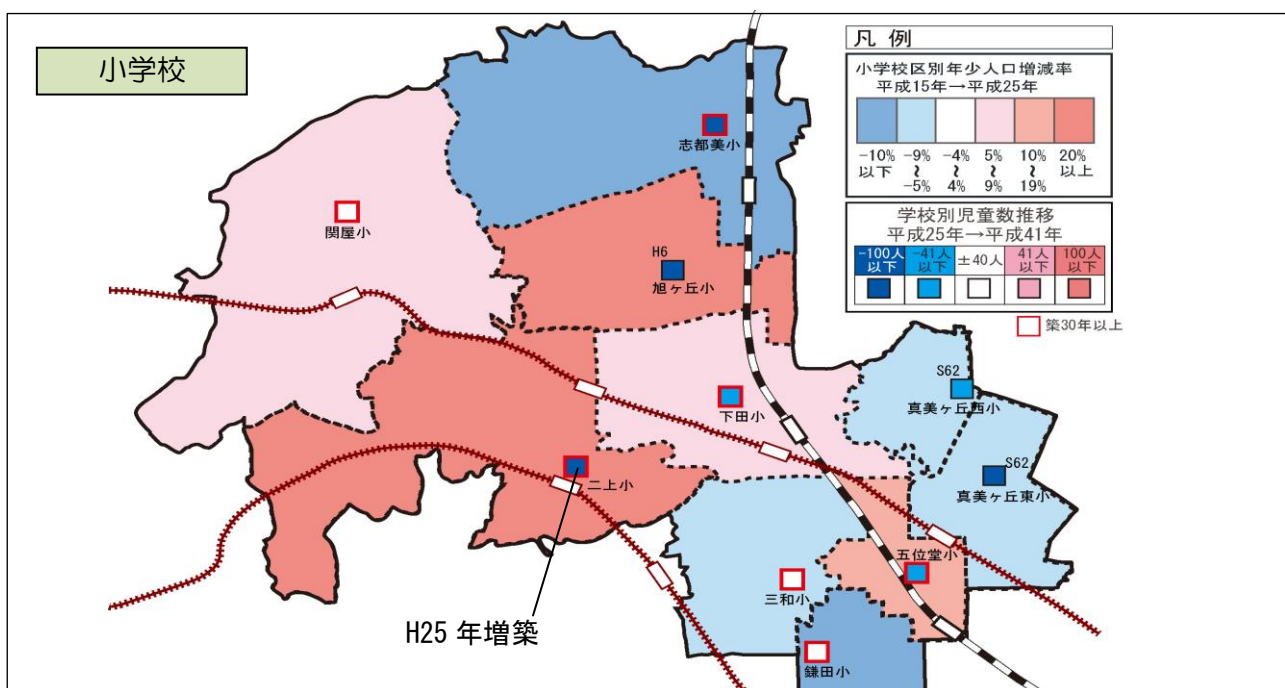 小学校
凡 例
小学校区別年少人口増減率
平成15年→平成25年
-10%
以下
-9%
〜
-5%
-4%
〜
4%
5%
〜
9%
10%
〜
19%
20%
以上
学校別児童数推移
平成25年→平成41年
-100人
以下
-41人
以下
±40人
41人
以下
100人
以下
築30年以上
志都美小
関屋小
H6
旭ヶ丘小
S62
真美ヶ丘西小
下田小
S62
真美ヶ丘東小
二上小
五位堂小
三和小
H25 年増築
鎌田小